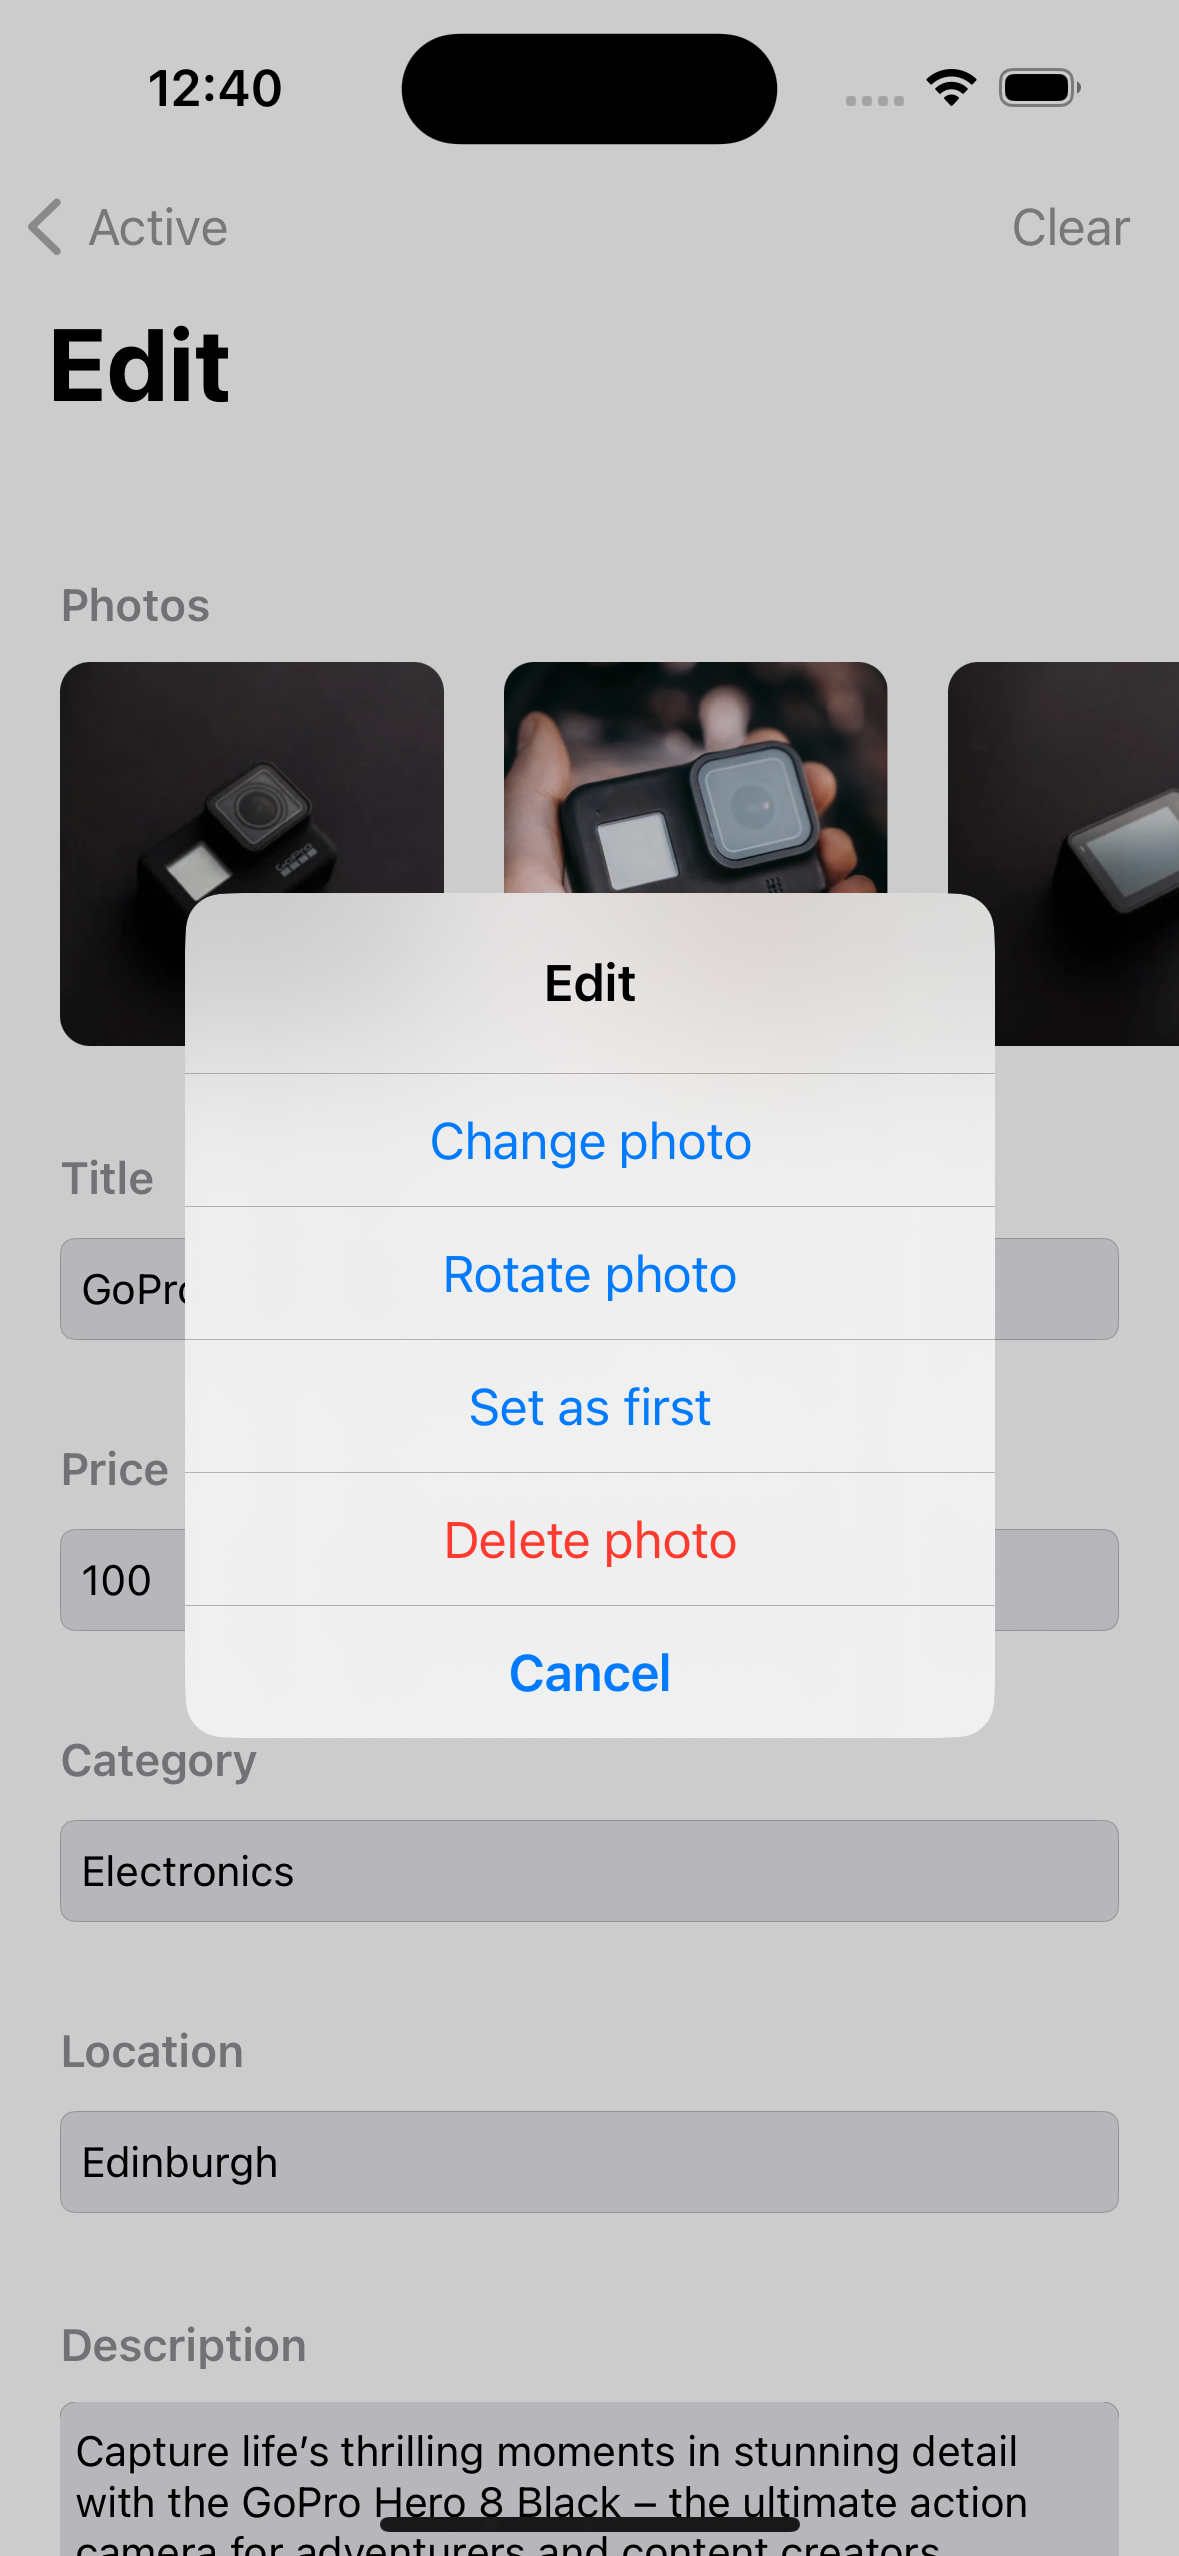 12:40
Active
Clear
Edit
Photos
GoPro
Edit
Change photo
Title
Rotate photo
GoPro
Set as first
Price
Delete photo
100
Cancel
Category
Electronics
Location
Edinburgh
Description
Capture life’s thrilling moments in stunning detail
with the GoPro Hero 8 Black – the ultimate action
camera for adventurers and content creators